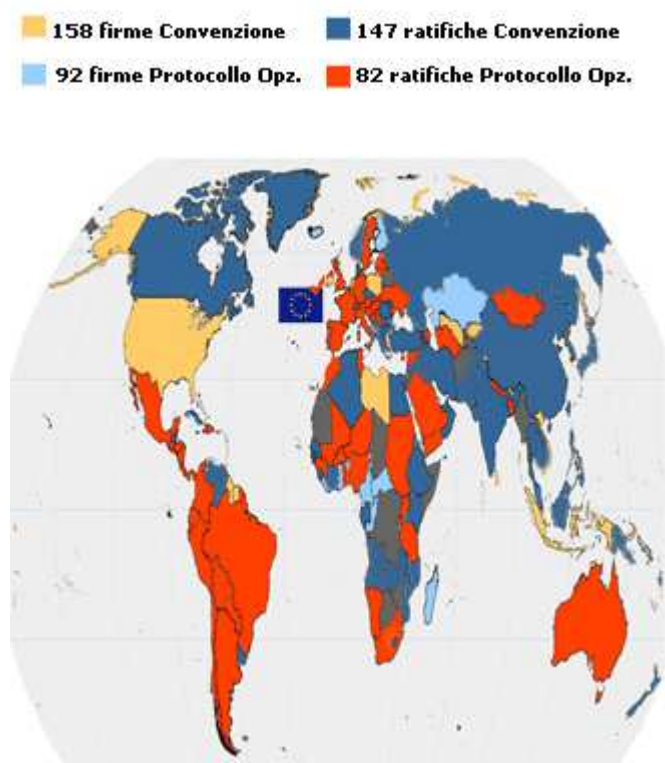 158 firme Convenzione 147 ratifiche Convenzione
92 firme Protocollo Opz. 82 ratifiche Protocollo Opz.